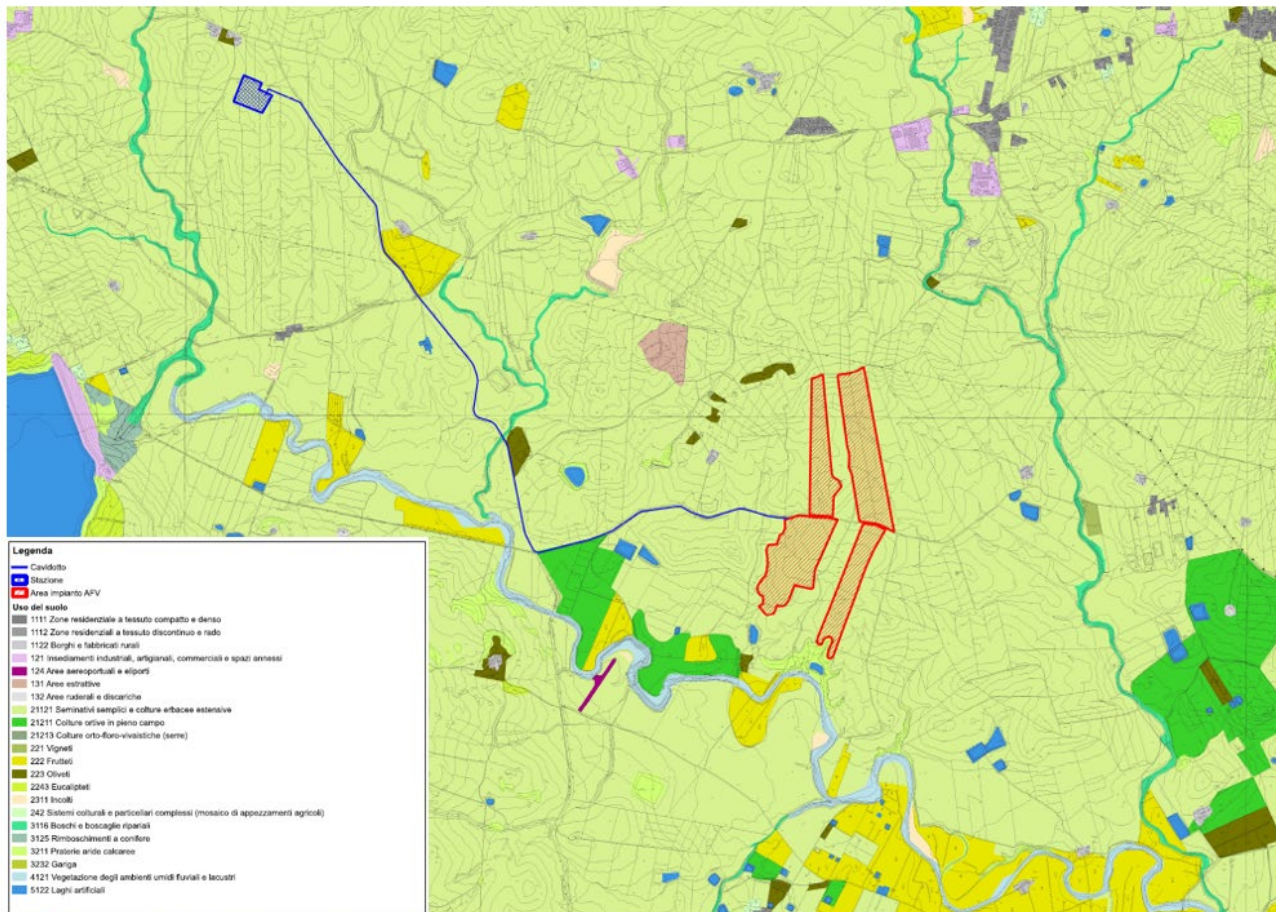 Legenda
Cavidotto
Stazione
Area impianto AFV
Uso del suolo
1111 Zone residenziale a tessuto compatto e denso
1112 Zone residenziali a tessuto discontinuo e rado
1122 Borghi e fabbricati rurali
121 Insediamenti industriali, artigianali, commerciali e spazi annessi
124 Aree aereoportuali e eliporti
131 Aree estrattive
132 Aree ruderali e discariche
21121 Seminativi semplici e colture erbacee estensive
21211 Colture ortive in pieno campo
21213 Colture orto-floro-vivaistiche (serre)
221 Vigneti
222 Frutteti
223 Oliveti
2243 Eucalipteti
2311 Incolti
242 Sistemi colturali e particellari complessi (mosaico di appezzamenti agricoli)
3116 Boschi e boscaglie ripariali
3125 Rimboschimenti a conifere
3211 Praterie aride calcaree
3232 Gariga
4121 Vegetazione degli ambienti umidi fluviali e lacustri
5122 Laghi artificiali